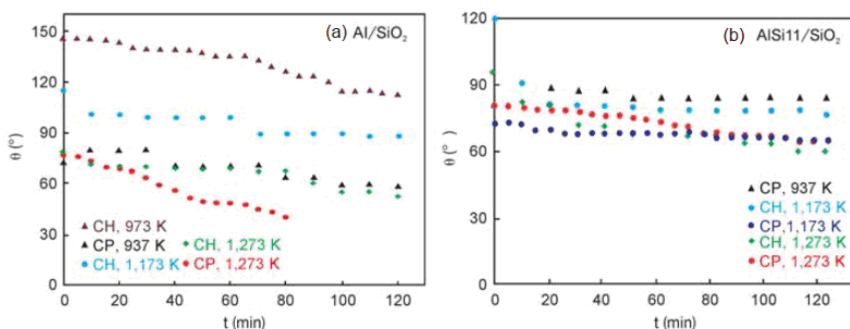 (a) Al/SiO₂
150
120
90
60
30
0
θ (°)
CH, 973 K
CP, 937 K
CH, 1,173 K
CH, 1,273 K
CP, 1,273 K
0 20 40 60 80 100 120
t (min)
(b) AlSi11/SiO₂
120
90
60
30
0
θ (°)
CP, 937 K
CH, 1,173 K
CP,1,173 K
CH, 1,273 K
CP, 1,273 K
0 20 40 60 80 100 120
t (min)